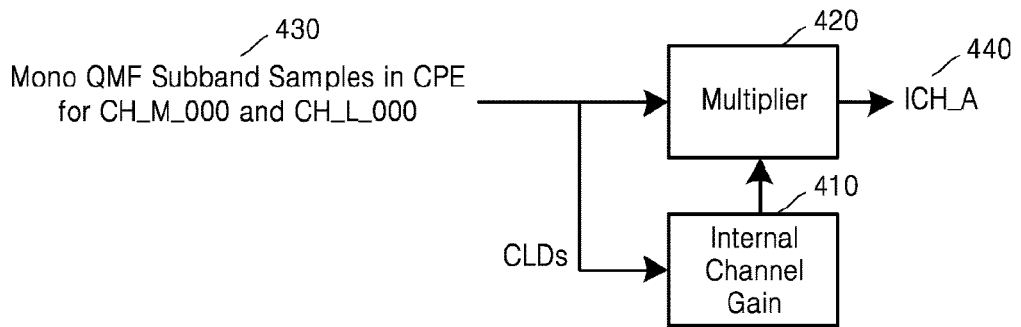 430
Mono QMF Subband Samples in CPE
for CH_M_000 and CH_L_000
420
Multiplier
440
ICH_A
410
Internal
Channel
Gain
CLDs